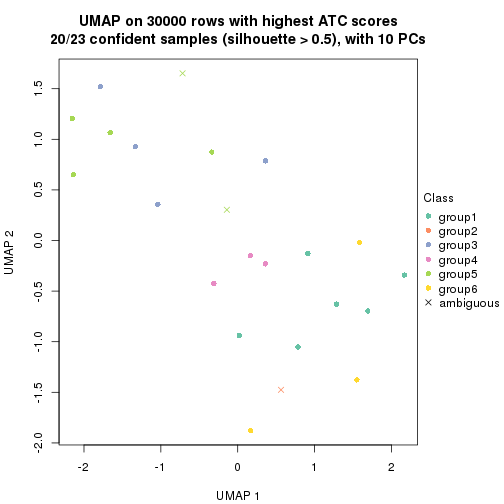 UMAP on 30000 rows with highest ATC scores
20/23 confident samples (silhouette > 0.5), with 10 PCs
1.5
1.0
0.5
0.0
-0.5
-1.0
-1.5
-2.0
UMAP 2
-2
-1
0
1
2
UMAP 1
Class
group1
group2
group3
group4
group5
group6
ambiguous